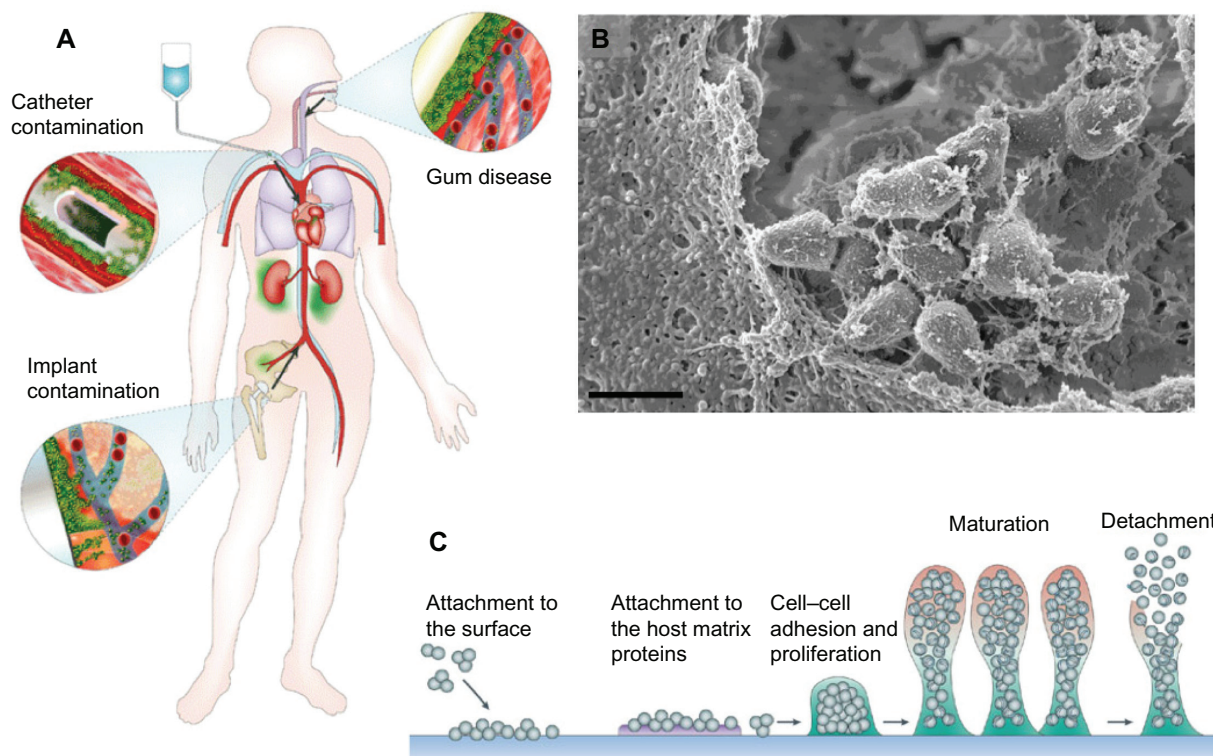 A
Catheter
contamination
Gum disease
Implant
contamination
B
C
Attachment to
the surface
Attachment to
the host matrix
proteins
Cell–cell
adhesion and
proliferation
Maturation
Detachment